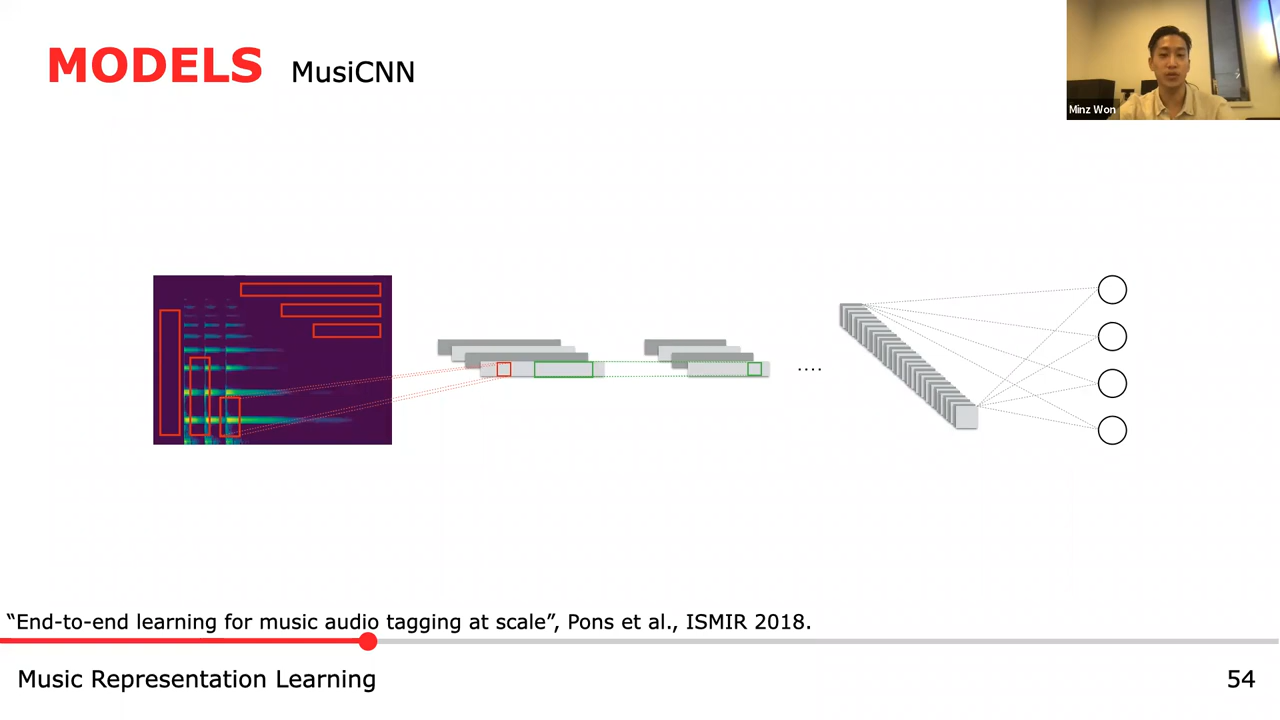 MODELS MusiCNN
Minz Won
....
“End-to-end learning for music audio tagging at scale”, Pons et al., ISMIR 2018.
Music Representation Learning
54